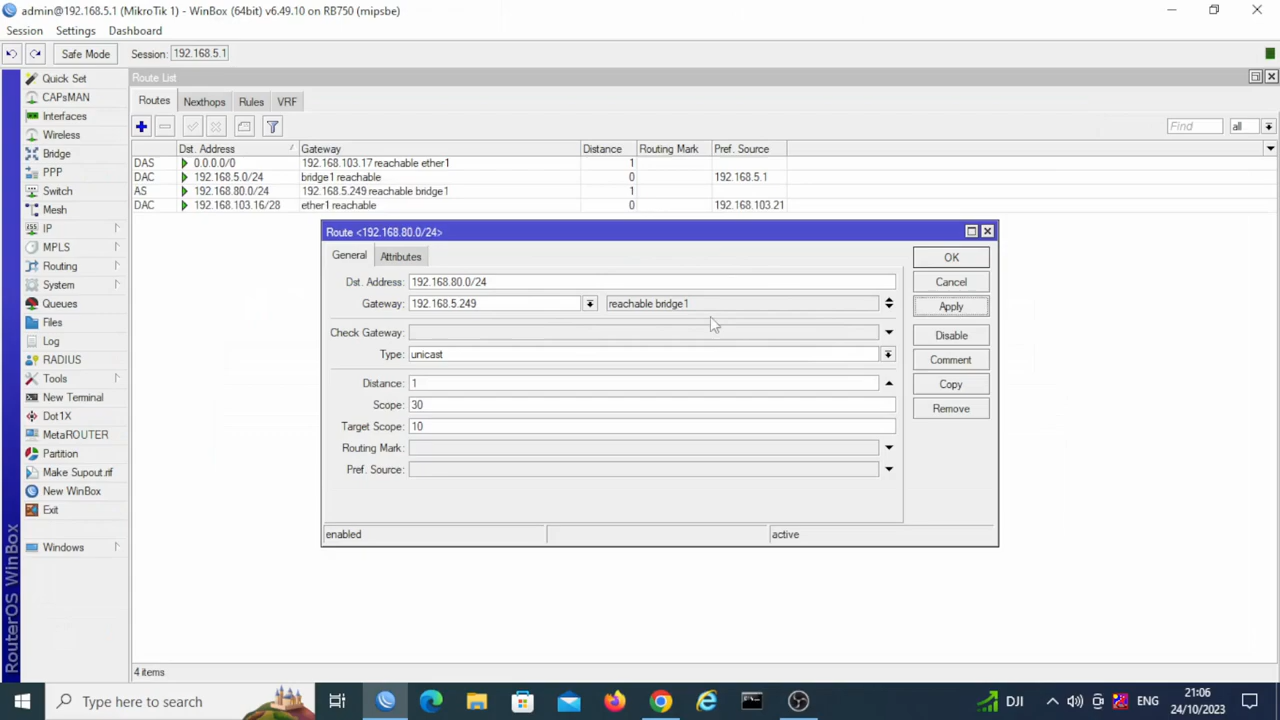 admin@192.168.5.1 (MikroTik 1) - WinBox (64bit) v6.49.10 on RB750 (mipsbe)
Session Settings Dashboard
Safe Mode Session: 192.168.5.1
Quick Set
CAPsMAN
Interfaces
Wireless
Bridge
PPP
Switch
Mesh
IP
MPLS
Routing
System
Queues
Files
Log
RADIUS
Tools
New Terminal
Dot1X
MetaROUTER
Partition
Make Supout.rif
New WinBox
Exit
Windows
RouterOS WinBox
Route List
Routes Nexthops Rules VRF
Find all
Dst. Address Gateway Distance Routing Mark Pref. Source
DAS 0.0.0.0/0 192.168.103.17 reachable ether1 1
DAC 192.168.5.0/24 bridge1 reachable 0 192.168.5.1
AS 192.168.80.0/24 192.168.5.249 reachable bridge1 1
DAC 192.168.103.16/28 ether1 reachable 0 192.168.103.21
Route <192.168.80.0/24>
General Attributes
Dst. Address: 192.168.80.0/24
Gateway: 192.168.5.249 reachable bridge1
Check Gateway:
Type: unicast
Distance: 1
Scope: 30
Target Scope: 10
Routing Mark:
Pref. Source:
OK
Cancel
Apply
Disable
Comment
Copy
Remove
enabled active
4 items
Type here to search
DJI
ENG
21:06
24/10/2023